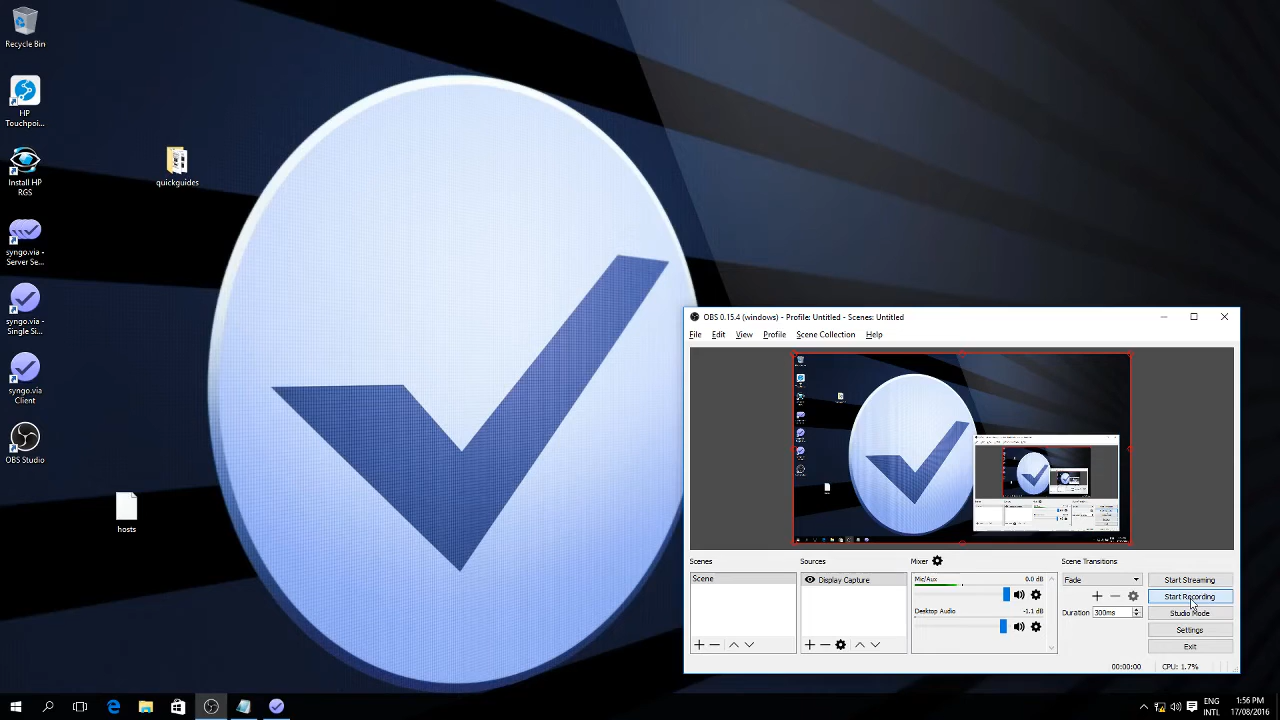 Recycle Bin
HP
Touchpoi...
Install HP
RGS
syngo.via -
Server Se...
syngo.via -
Single Si...
syngo.via
Client
OBS Studio
quickguides
hosts
OBS 0.15.4 (windows) - Profile: Untitled - Scenes: Untitled
File Edit View Profile Scene Collection Help
Scenes
Sources
Mixer
Scene Transitions
Scene
Display Capture
Mic/Aux 0.0 dB
Desktop Audio -1.1 dB
Fade
Duration 300ms
Start Streaming
Start Recording
Studio Mode
Settings
Exit
00:00:00 CPU: 1.7%
ENG
INTL
1:56 PM
17/08/2016